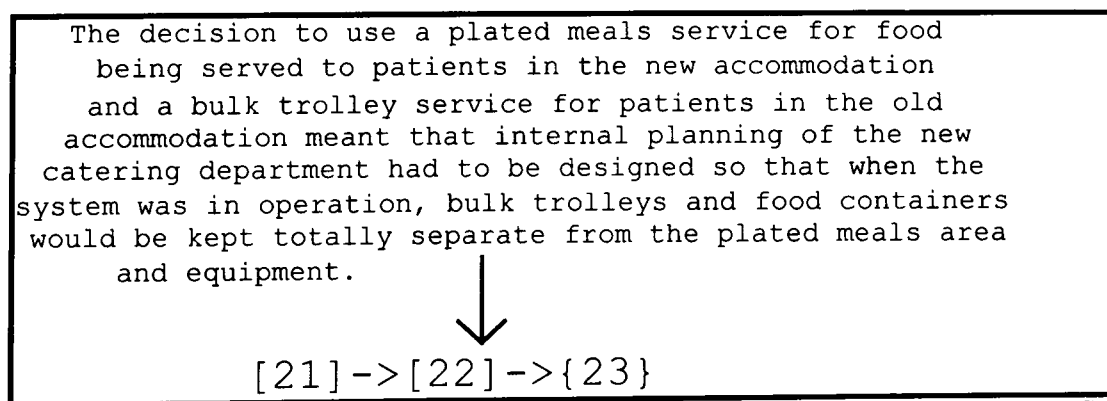 The decision to use a plated meals service for food
being served to patients in the new accommodation
and a bulk trolley service for patients in the old
accommodation meant that internal planning of the new
catering department had to be designed so that when the
system was in operation, bulk trolleys and food containers
would be kept totally separate from the plated meals area
and equipment.
[21]->[22]->{23}